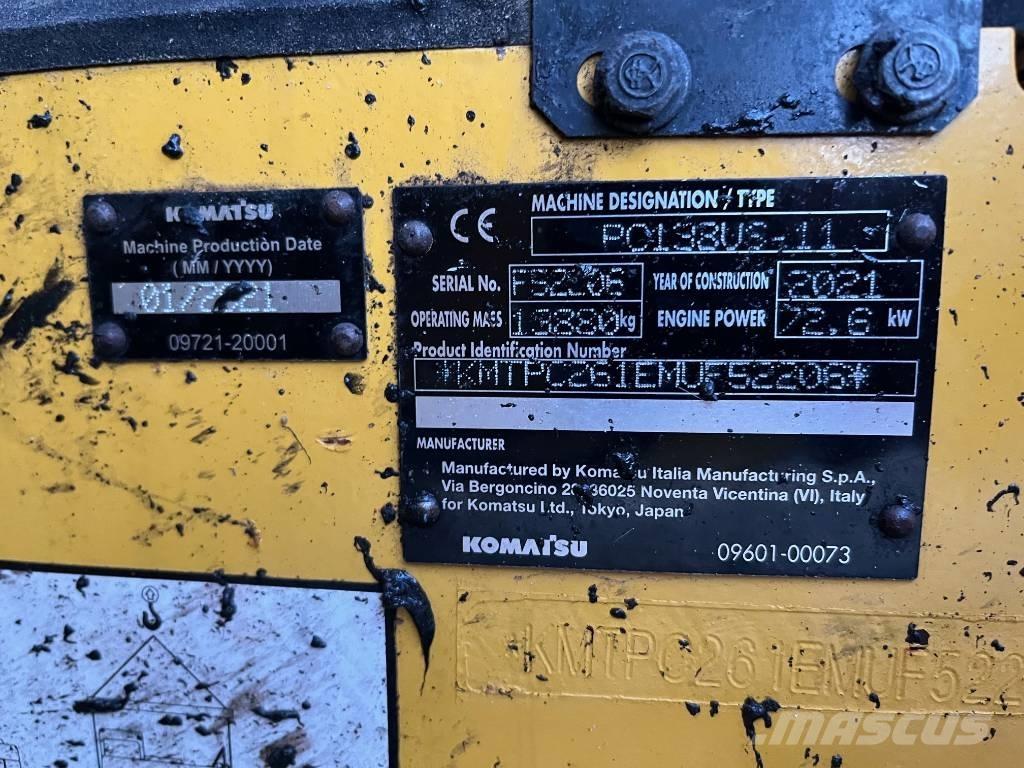 KOMATSU
Machine Production Date
(MM/YYYY)
01/2021
09721-20001
CE
MACHINE DESIGNATION / TYPE
PC138US-11
SERIAL No. F52206 YEAR OF CONSTRUCTION 2021
OPERATING MASS 13880 kg ENGINE POWER 72.6 kW
Product Identification Number
*KMTPC261EMUF52206*
MANUFACTURER
Manufactured by Komatsu Italia Manufacturing S.p.A.,
Via Bergoncino 36025 Noventa Vicentina (VI), Italy
for Komatsu Ltd., Tokyo, Japan
KOMATSU 09601-00073
*KMTPC261EMUF522
MASCUS